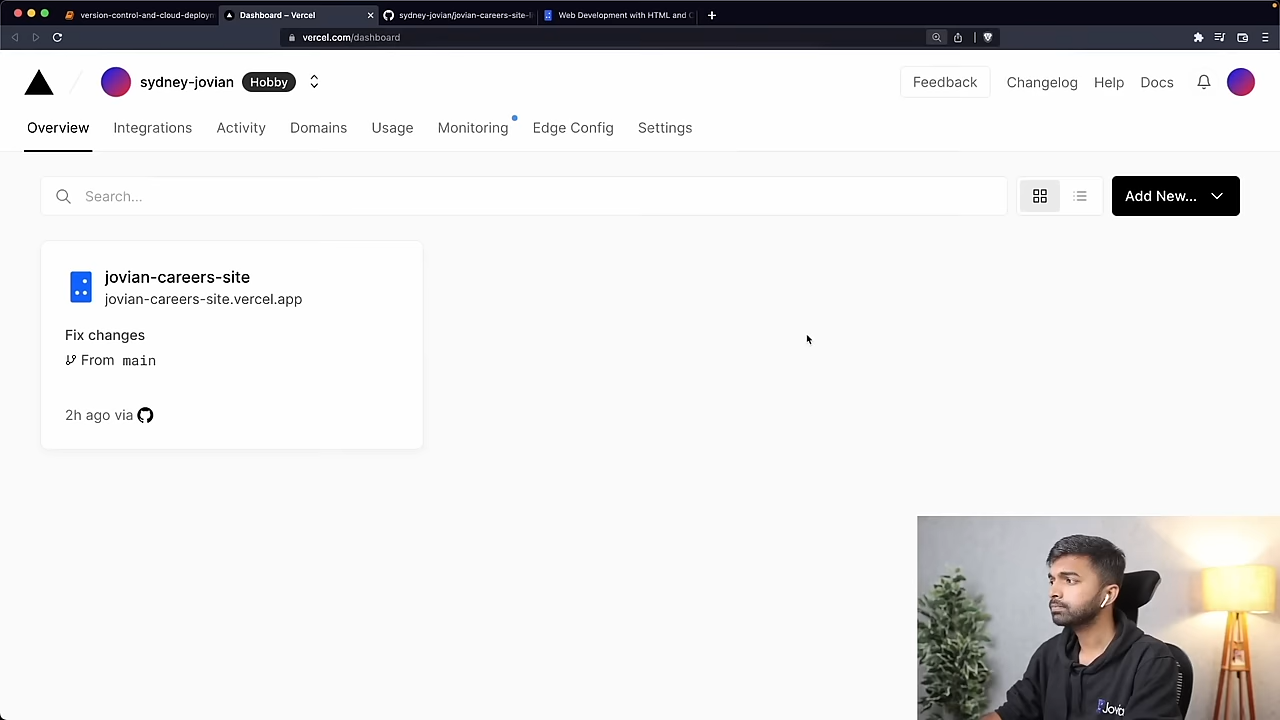 version-control-and-cloud-deploym
Dashboard – Vercel
sydney-jovian/jovian-careers-site-
Web Development with HTML and C
vercel.com/dashboard
sydney-jovian
Hobby
Feedback
Changelog
Help
Docs
Overview
Integrations
Activity
Domains
Usage
Monitoring
Edge Config
Settings
Search...
Add New...
jovian-careers-site
jovian-careers-site.vercel.app
Fix changes
From main
2h ago via